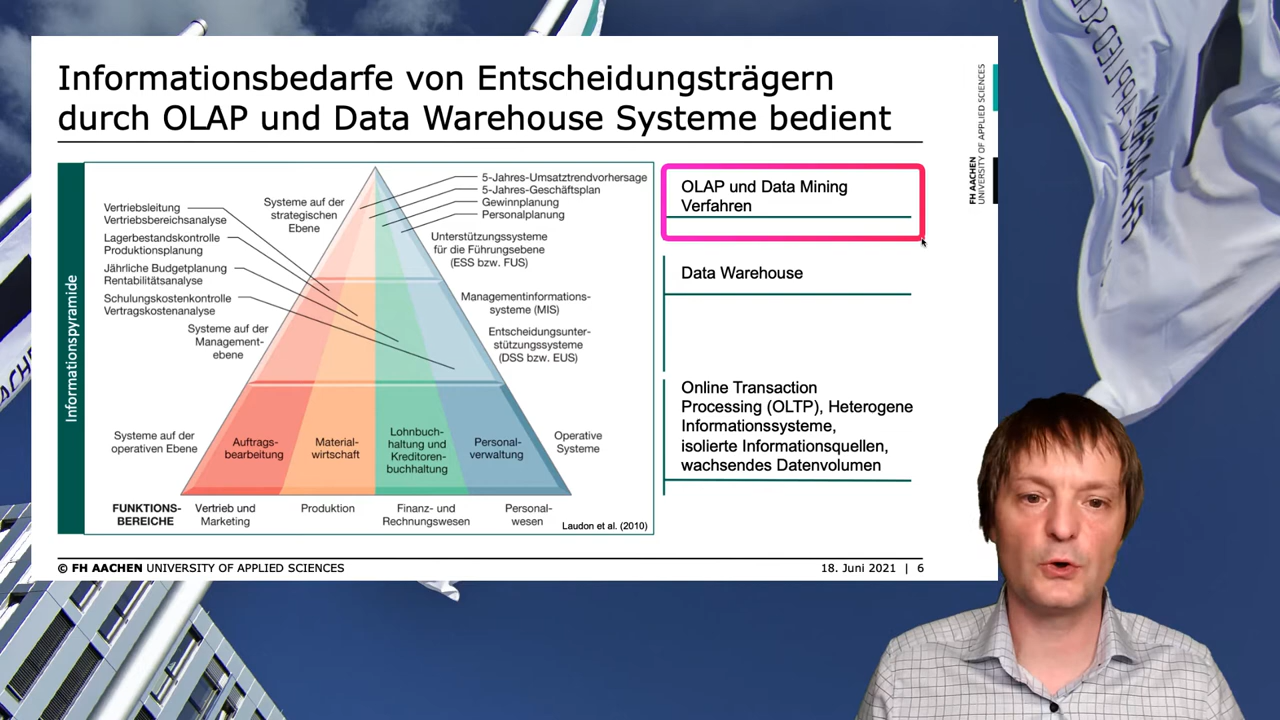 Informationsbedarfe von Entscheidungsträgern
durch OLAP und Data Warehouse Systeme bedient
FH AACHEN
UNIVERSITY OF APPLIED SCIENCES
Informationspyramide
5-Jahres-Umsatztrendvorhersage
5-Jahres-Geschäftsplan
Gewinnplanung
Personalplanung
Systeme auf der
strategischen
Ebene
Vertriebsleitung
Vertriebsbereichsanalyse
Lagerbestandskontrolle
Produktionsplanung
Jährliche Budgetplanung
Rentabilitätsanalyse
Schulungskostenkontrolle
Vertragskostenanalyse
Unterstützungssysteme
für die Führungsebene
(ESS bzw. FUS)
Managementinformations-
systeme (MIS)
Entscheidungsunter-
stützungssysteme
(DSS bzw. EUS)
Systeme auf der
Management-
ebene
Systeme auf der
operativen Ebene
Auftrags-
bearbeitung
Material-
wirtschaft
Lohnbuch-
haltung und
Kreditoren-
buchhaltung
Personal-
verwaltung
Operative
Systeme
FUNKTIONS-
BEREICHE
Vertrieb und
Marketing
Produktion
Finanz- und
Rechnungswesen
Personal-
wesen
Laudon et al. (2010)
OLAP und Data Mining
Verfahren
Data Warehouse
Online Transaction
Processing (OLTP), Heterogene
Informationssysteme,
isolierte Informationsquellen,
wachsendes Datenvolumen
© FH AACHEN UNIVERSITY OF APPLIED SCIENCES
18. Juni 2021 | 6